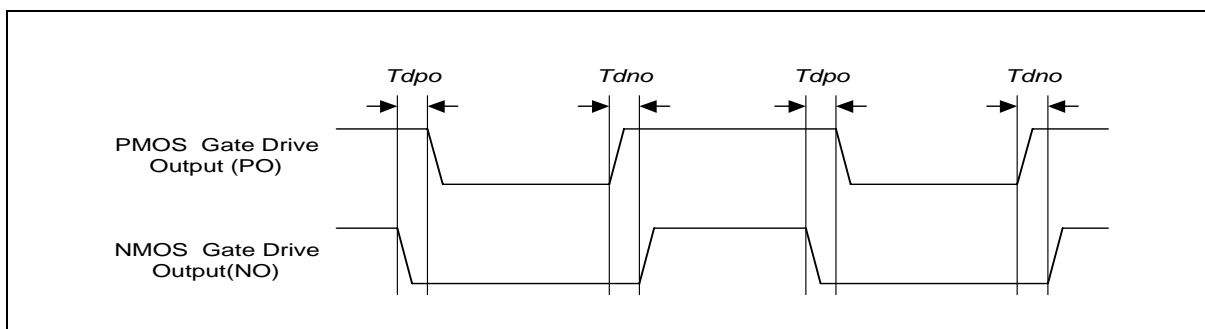 Tdpo Tdno Tdpo Tdno
PMOS Gate Drive
Output (PO)
NMOS Gate Drive
Output(NO)